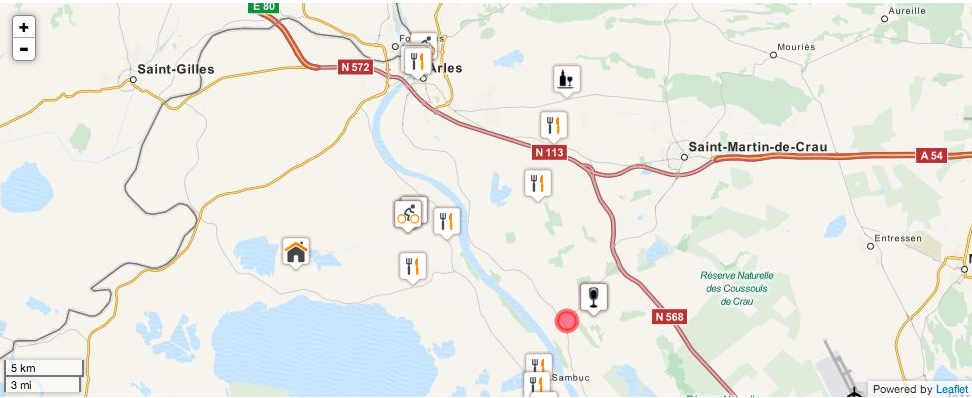 E 80
Aureille
+
-
Mouriès
Saint-Gilles
N 572
Arles
N 113
Saint-Martin-de-Crau
A 54
Entressen
Réserve Naturelle
des Coussouls
de Crau
N 568
5 km
3 mi
Sambuc
Powered by Leaflet